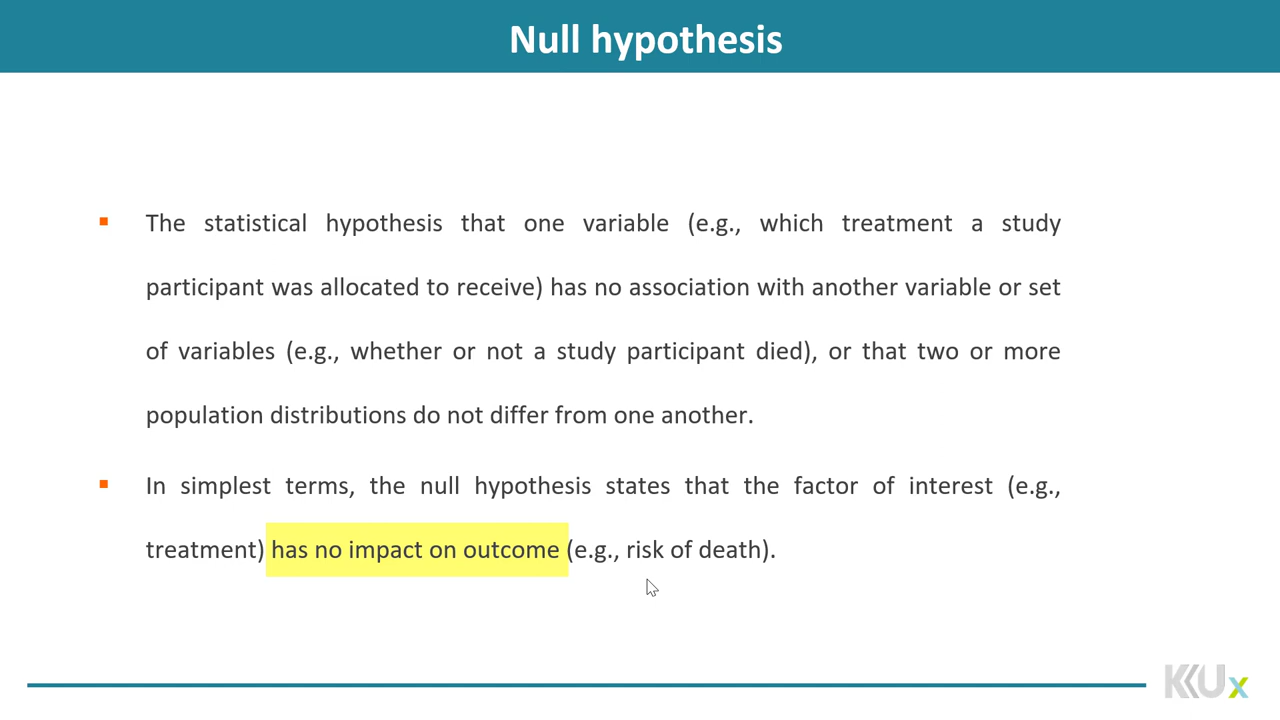 Null hypothesis
The statistical hypothesis that one variable (e.g., which treatment a study
participant was allocated to receive) has no association with another variable or set
of variables (e.g., whether or not a study participant died), or that two or more
population distributions do not differ from one another.
In simplest terms, the null hypothesis states that the factor of interest (e.g.,
treatment) has no impact on outcome (e.g., risk of death).
KKUx